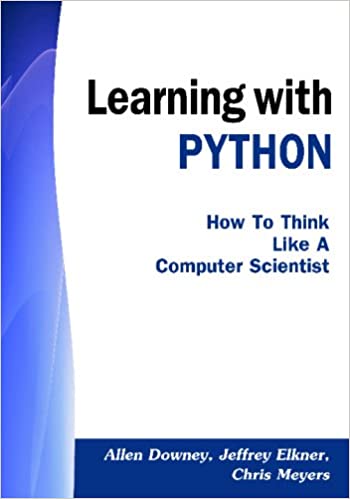 Learning with
PYTHON
How To Think
Like A
Computer Scientist
Allen Downey, Jeffrey Elkner,
Chris Meyers